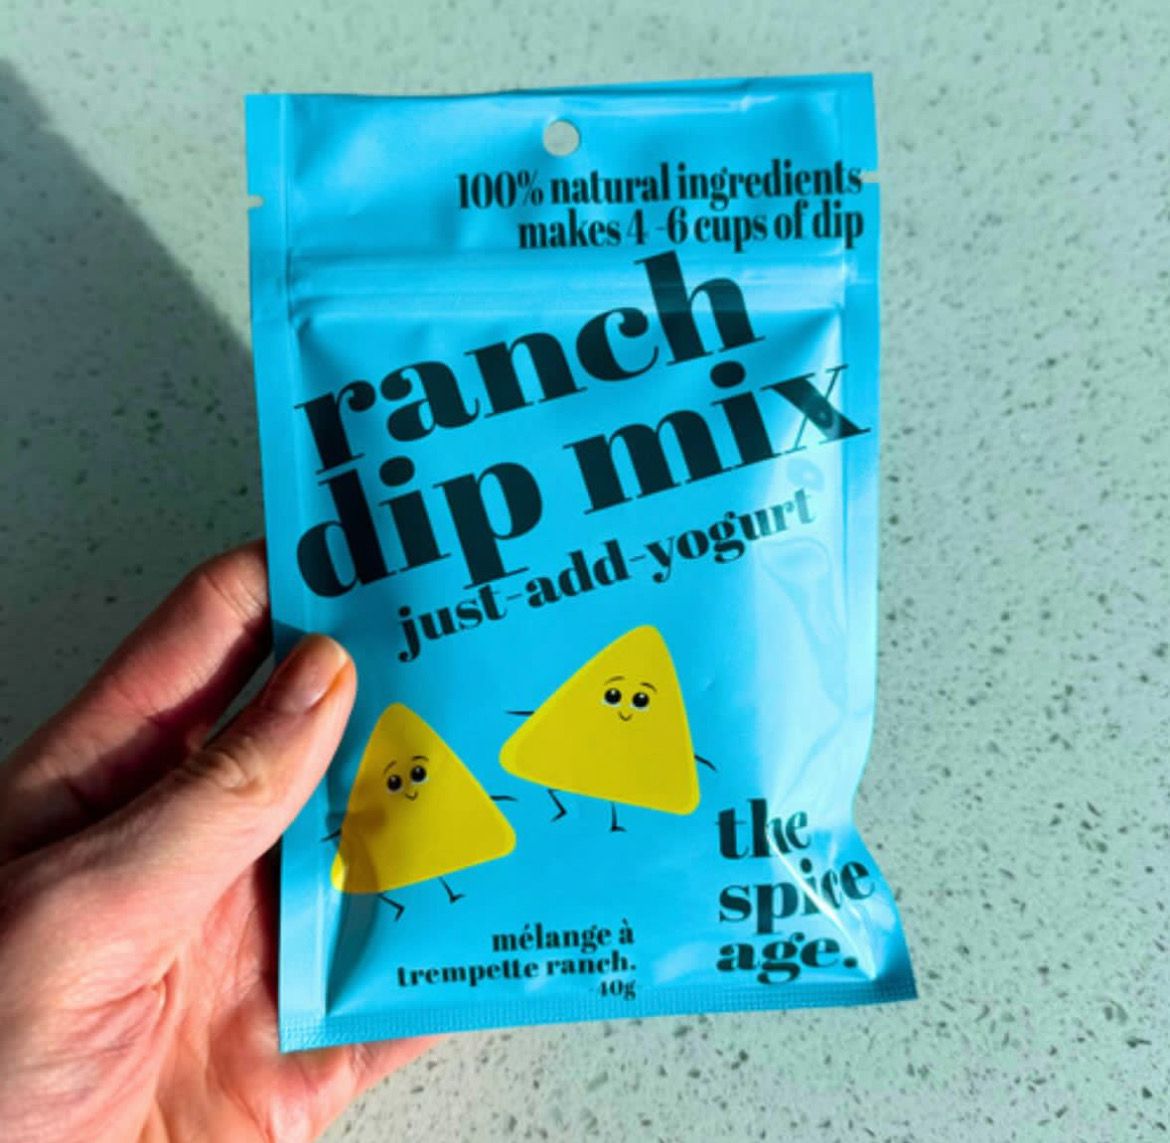 100% natural ingredients
makes 4 -6 cups of dip
ranch
dip mix
just-add-yogurt
the
spice
age.
mélange à
trempette ranch.
40g